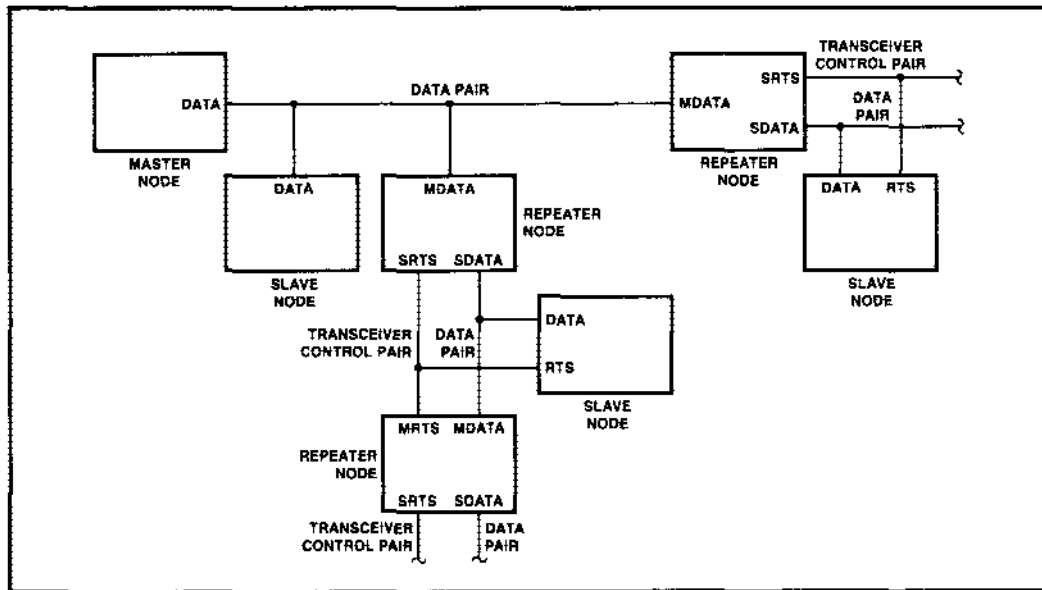 TRANSCEIVER
CONTROL PAIR
SRTS
DATA PAIR
DATA
MDATA
DATA
PAIR
SDATA
MASTER
NODE
REPEATER
NODE
DATA
MDATA
DATA RTS
REPEATER
NODE
SRTS SDATA
SLAVE
NODE
SLAVE
NODE
DATA
TRANSCEIVER
CONTROL PAIR
DATA
PAIR
RTS
SLAVE
NODE
MRTS MDATA
REPEATER
NODE
SRTS SDATA
TRANSCEIVER
CONTROL PAIR
DATA
PAIR